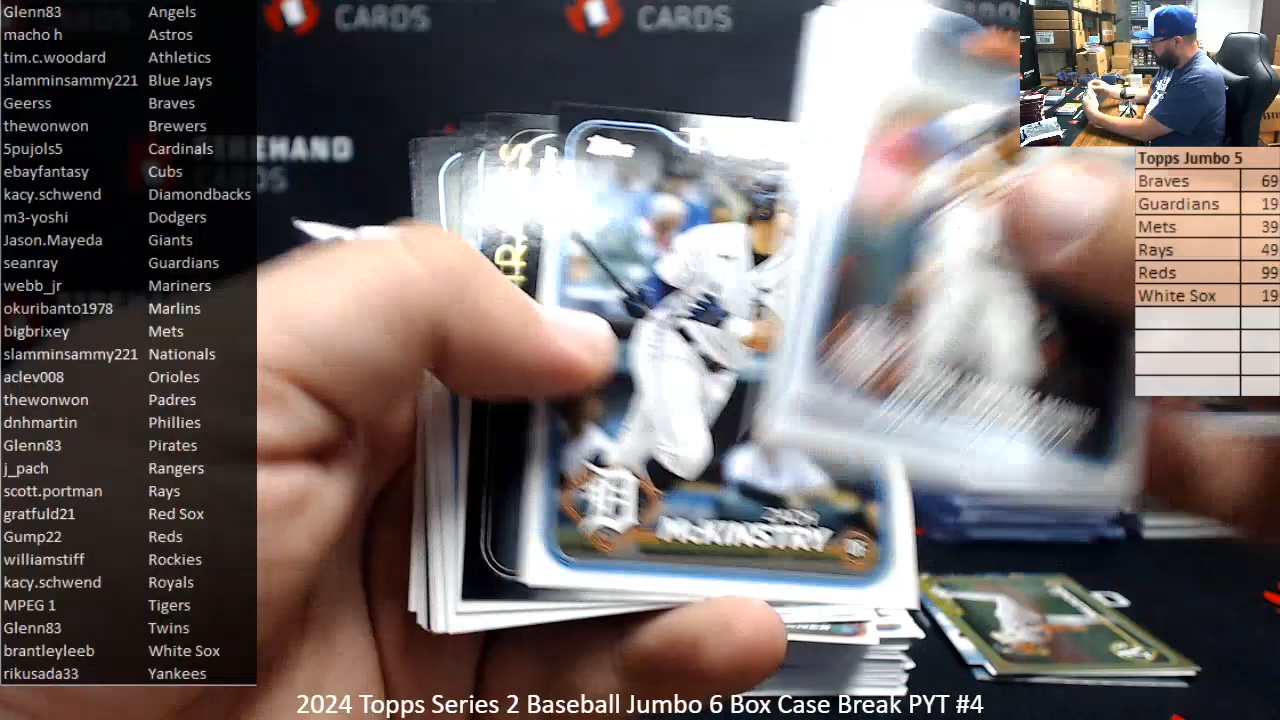 Glenn83 Angels
macho h Astros
tim.c.woodard Athletics
slamminsammy221 Blue Jays
Geerss Braves
thewonwon Brewers
5pujols5 Cardinals
ebayfantasy Cubs
kacy.schwend Diamondbacks
m3-yoshi Dodgers
Jason.Mayeda Giants
seanray Guardians
webb_jr Mariners
okuribanto1978 Marlins
bigbrixey Mets
slamminsammy221 Nationals
aclev008 Orioles
thewonwon Padres
dnhmartin Phillies
Glenn83 Pirates
j_pach Rangers
scott.portman Rays
gratfuld21 Red Sox
Gump22 Reds
williamstiff Rockies
kacy.schwend Royals
MPEG 1 Tigers
Glenn83 Twins
brantleyleeb White Sox
rikusada33 Yankees
CARDS
CARDS
Topps Jumbo 5
Braves 69
Guardians 19
Mets 39
Rays 49
Reds 99
White Sox 19
topps
McKINSTRY
2024 Topps Series 2 Baseball Jumbo 6 Box Case Break PYT #4